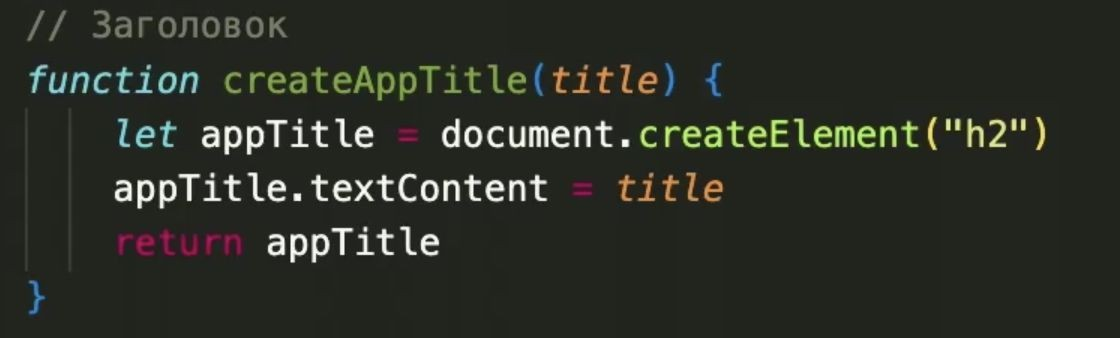 // Заголовок
function createAppTitle(title) {
let appTitle = document.createElement("h2")
appTitle.textContent = title
return appTitle
}